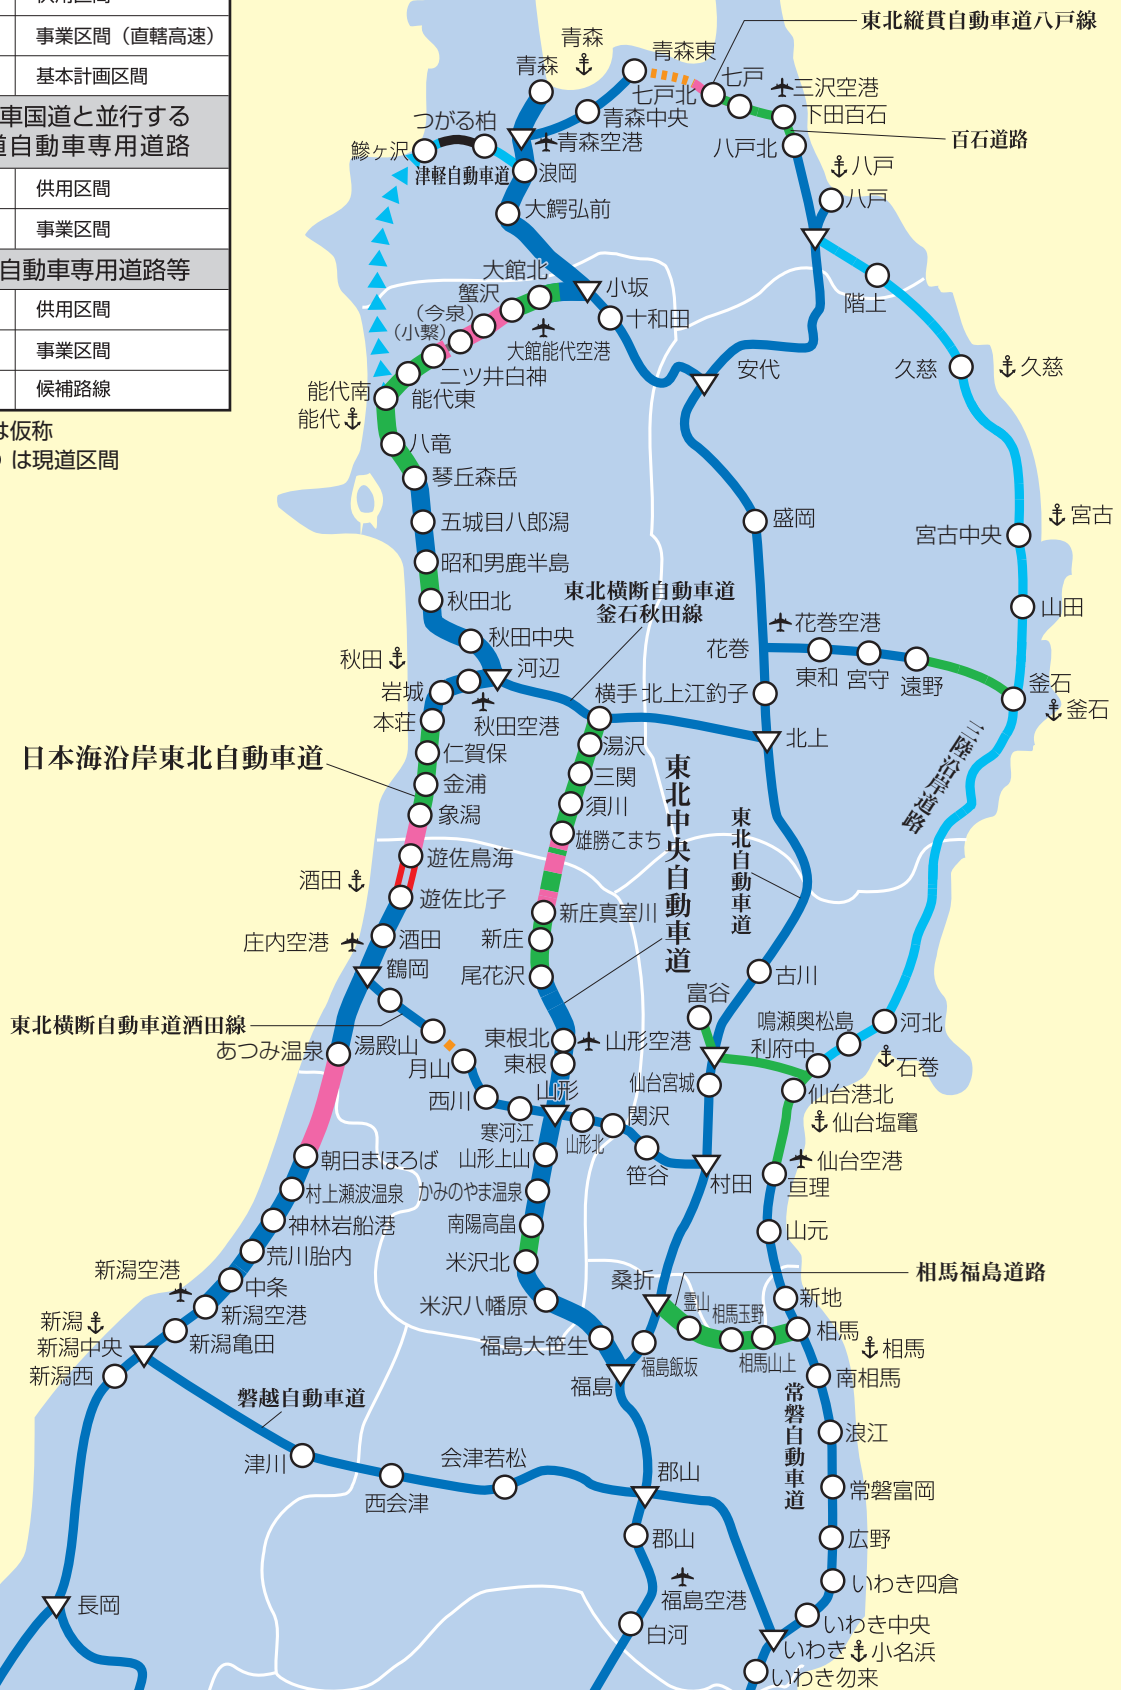 事業区間（直轄高速）
基本計画区間
車国道と並行する
道自動車専用道路
供用区間
事業区間
自動車専用道路等
供用区間
事業区間
候補路線
は仮称
）は現道区間
東北縦貫自動車道八戸線
青森
青森
青森東
七戸
七戸北
三沢空港
下田百石
青森中央
青森空港
百石道路
つがる柏
鰺ヶ沢
津軽自動車道
浪岡
八戸北
八戸
八戸
大鰐弘前
大館北
小坂
蟹沢
（今泉）
（小繋）
十和田
大館能代空港
二ツ井白神
階上
能代南
能代東
能代
安代
久慈
久慈
八竜
琴丘森岳
五城目八郎潟
盛岡
宮古
宮古中央
昭和男鹿半島
東北横断自動車道
釜石秋田線
秋田北
山田
秋田中央
花巻空港
花巻
東和
宮守
遠野
秋田
河辺
岩城
秋田空港
横手
北上江釣子
釜石
釜石
本荘
湯沢
北上
三陸沿岸道路
日本海沿岸東北自動車道
仁賀保
金浦
三関
須川
象潟
雄勝こまち
東北中央自動車道
東北自動車道
遊佐鳥海
酒田
遊佐比子
新庄真室川
庄内空港
酒田
新庄
鶴岡
尾花沢
古川
富谷
東北横断自動車道酒田線
あつみ温泉
湯殿山
月山
東根北
山形空港
東根
鳴瀬奥松島
河北
利府中
石巻
西川
山形
仙台宮城
仙台港北
寒河江
山形北
関沢
仙台塩竈
朝日まほろば
山形上山
笹谷
村田
仙台空港
亘理
村上瀬波温泉
かみのやま温泉
神林岩船港
南陽高畠
山元
荒川胎内
米沢北
新潟空港
中条
桑折
相馬福島道路
新潟空港
米沢八幡原
霊山
相馬玉野
新地
新潟
新潟中央
新潟亀田
福島大笹生
相馬
相馬
新潟西
福島
福島飯坂
相馬山上
南相馬
磐越自動車道
常磐自動車道
浪江
津川
会津若松
郡山
西会津
常磐富岡
郡山
広野
福島空港
いわき四倉
長岡
いわき中央
白河
いわき
小名浜
いわき勿来